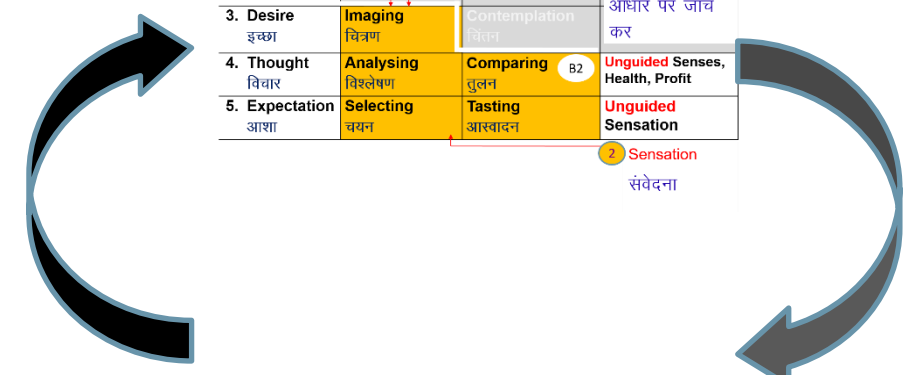 आधार पर जाँच
कर
3. Desire Imaging Contemplation
इच्छा चित्रण चिंतन
4. Thought Analysing Comparing B2 Unguided Senses,
विचार विश्लेषण तुलन Health, Profit
5. Expectation Selecting Tasting Unguided
आशा चयन आस्वादन Sensation
2 Sensation
संवेदना